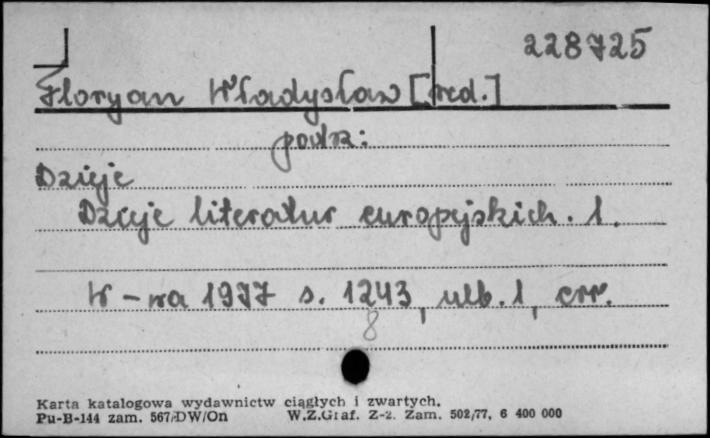 228725
Floryan Władysław [red.]
patrz:
Dzieje
Dzieje literatur europejskich. 1.
W-wa 1977 s. 1243, ulb. 1, err.
8
Karta katalogowa wydawnictw ciągłych i zwartych.
Pu-B-144 zam. 567/DW/On W.Z.Graf. Z-2. Zam. 502/77, 6 400 000